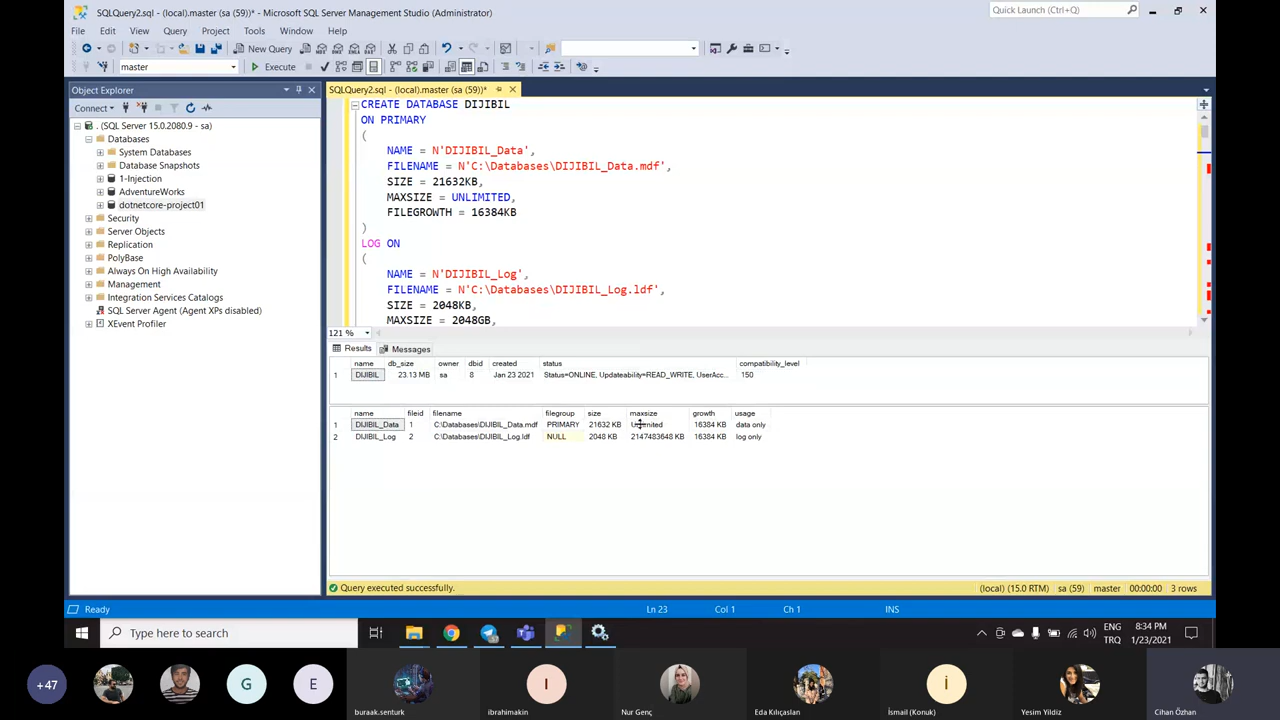 SQLQuery2.sql - (local).master (sa (59))* - Microsoft SQL Server Management Studio (Administrator)
Quick Launch (Ctrl+Q)
File Edit View Query Project Tools Window Help
New Query
master
Execute
Object Explorer
Connect
. (SQL Server 15.0.2080.9 - sa)
Databases
System Databases
Database Snapshots
1-Injection
AdventureWorks
dotnetcore-project01
Security
Server Objects
Replication
PolyBase
Always On High Availability
Management
Integration Services Catalogs
SQL Server Agent (Agent XPs disabled)
XEvent Profiler
SQLQuery2.sql - (local).master (sa (59))*
CREATE DATABASE DIJIBIL
ON PRIMARY
(
NAME = N'DIJIBIL_Data',
FILENAME = N'C:\Databases\DIJIBIL_Data.mdf',
SIZE = 21632KB,
MAXSIZE = UNLIMITED,
FILEGROWTH = 16384KB
)
LOG ON
(
NAME = N'DIJIBIL_Log',
FILENAME = N'C:\Databases\DIJIBIL_Log.ldf',
SIZE = 2048KB,
MAXSIZE = 2048GB,
121 %
Results Messages
name db_size owner dbid created status compatibility_level
1 DIJIBIL 23.13 MB sa 8 Jan 23 2021 Status=ONLINE, Updateability=READ_WRITE, UserAcc... 150
name fileid filename filegroup size maxsize growth usage
1 DIJIBIL_Data 1 C:\Databases\DIJIBIL_Data.mdf PRIMARY 21632 KB Unlimited 16384 KB data only
2 DIJIBIL_Log 2 C:\Databases\DIJIBIL_Log.ldf NULL 2048 KB 2147483648 KB 16384 KB log only
Query executed successfully.
(local) (15.0 RTM) sa (59) master 00:00:00 3 rows
Ready
Ln 23 Col 1 Ch 1 INS
Type here to search
ENG
TRQ
8:34 PM
1/23/2021
+47
G
E
I
İ
buraak.senturk
ibrahimakin
Nur Genç
Eda Kılıçaslan
İsmail (Konuk)
Yesim Yildiz
Cihan Özhan